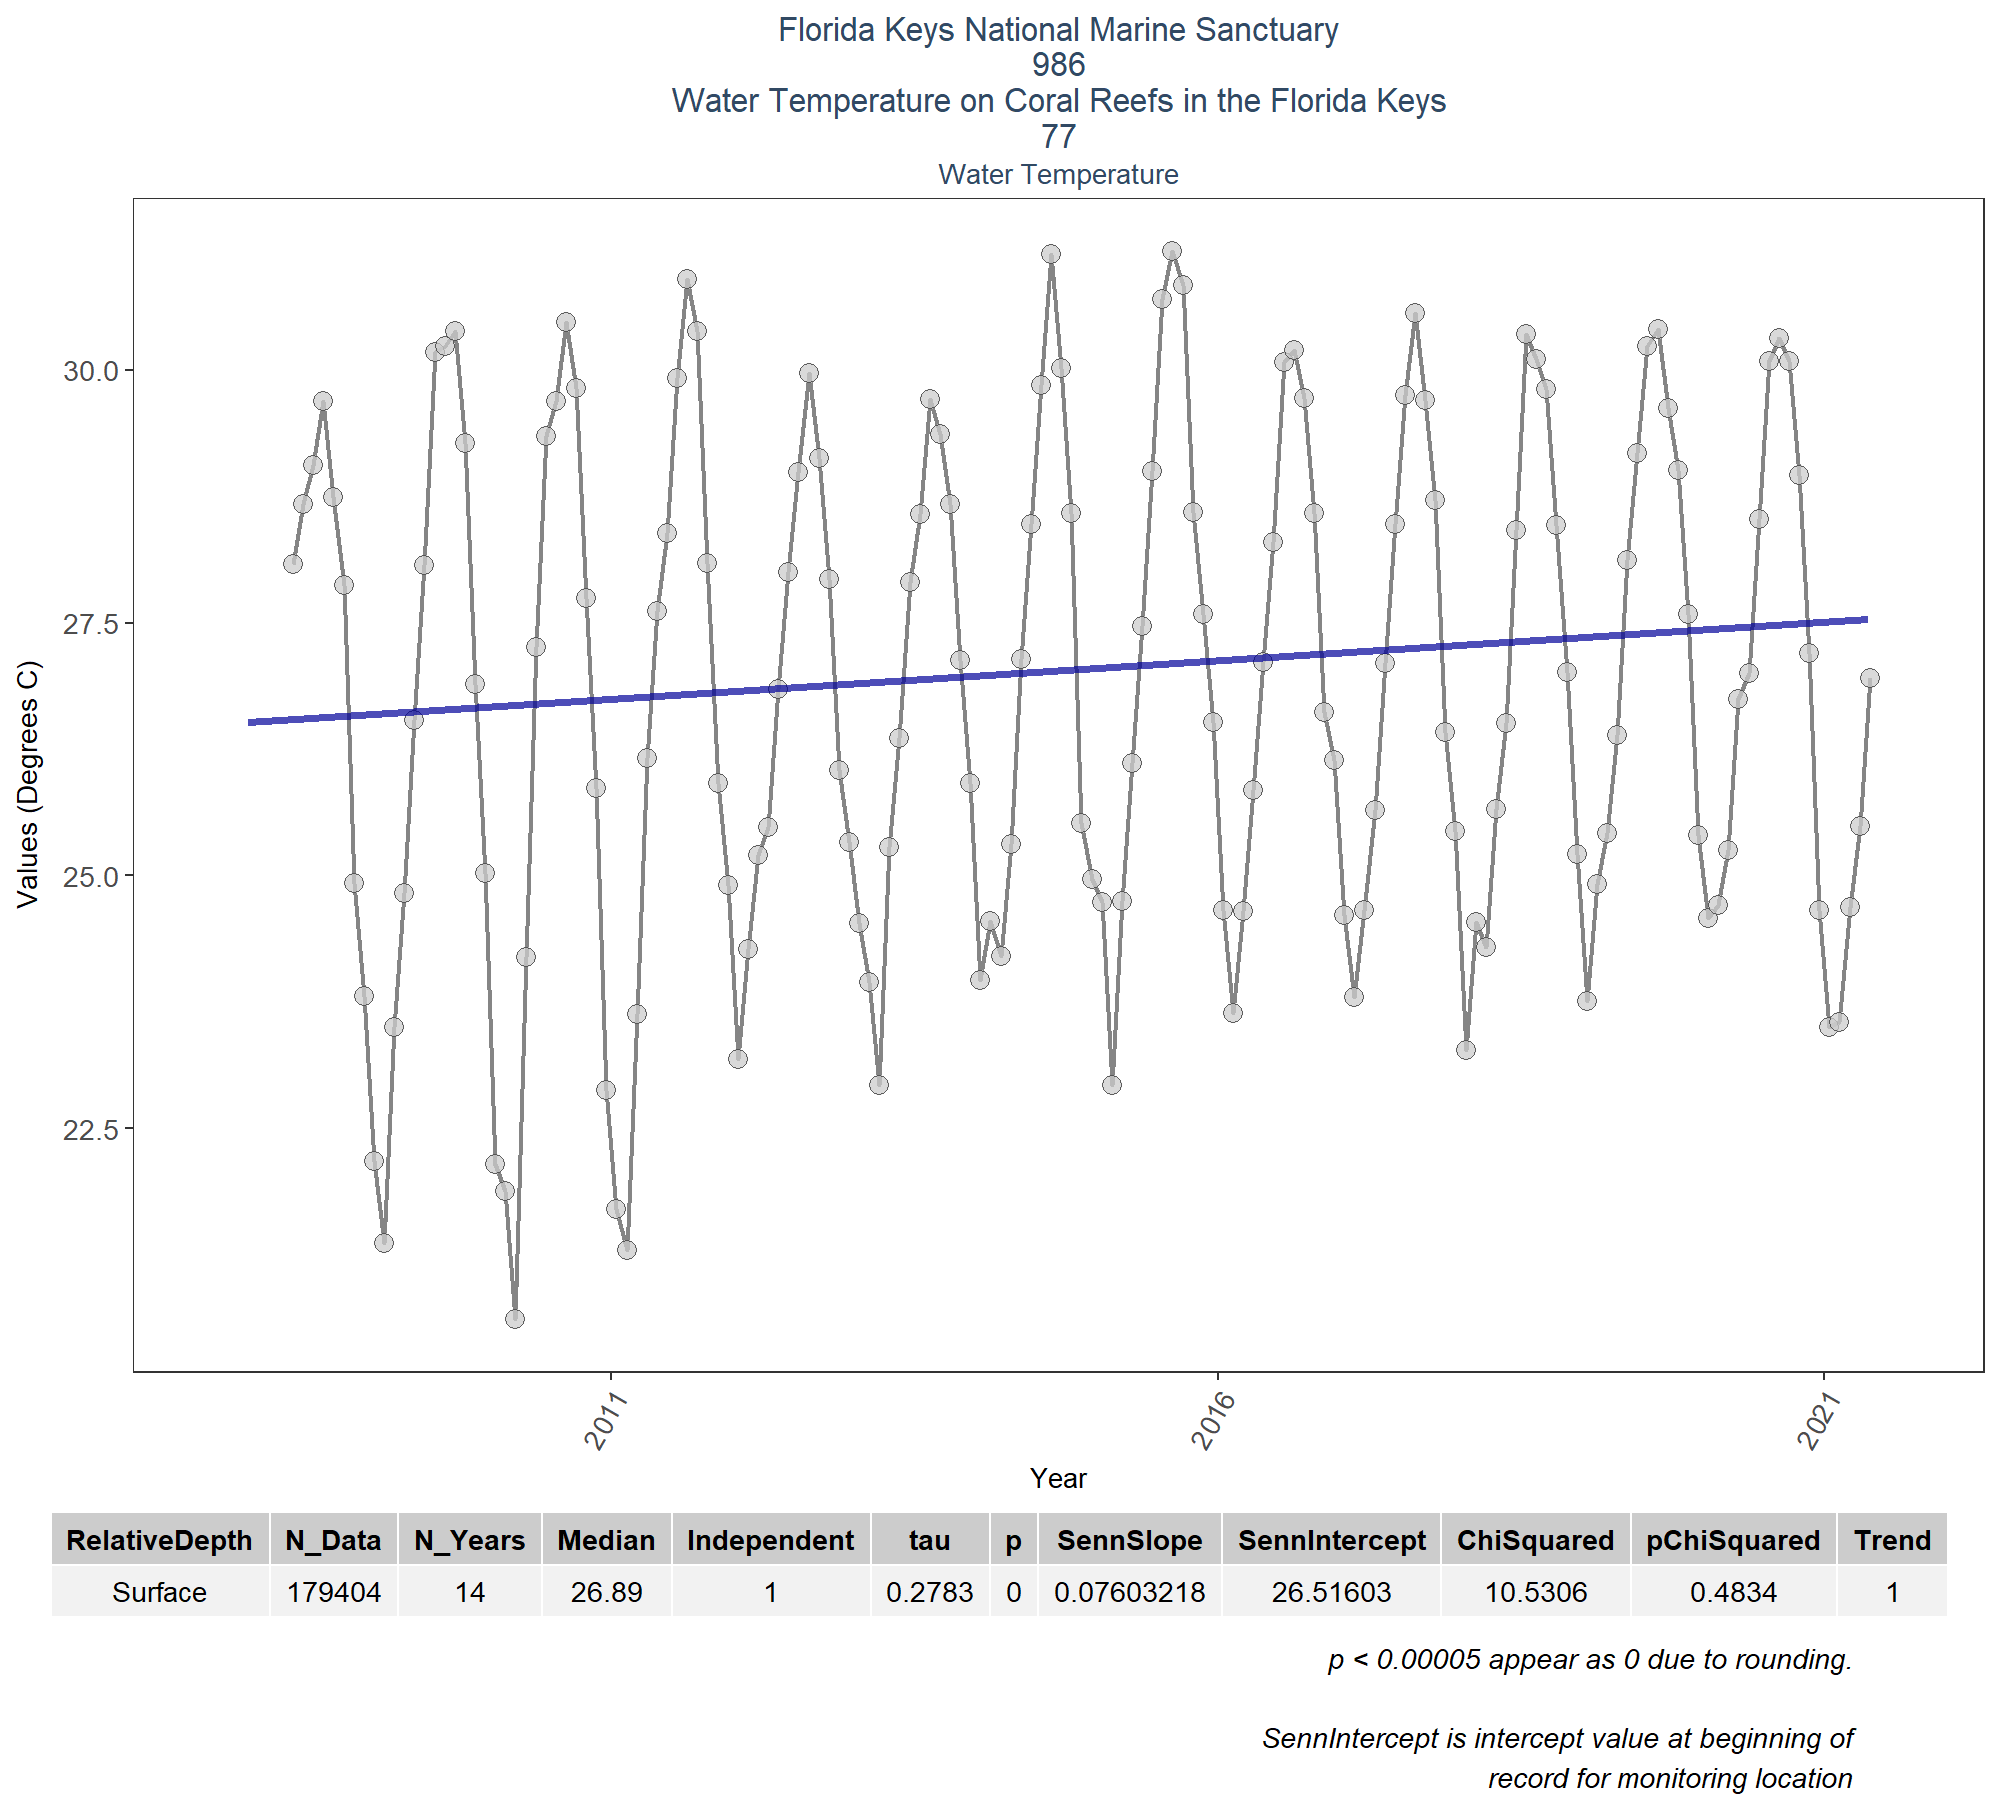 Florida Keys National Marine Sanctuary
986
Water Temperature on Coral Reefs in the Florida Keys
77
Water Temperature
30.0
27.5
25.0
22.5
Values (Degrees C)
2011
2016
2021
Year
RelativeDepth N_Data N_Years Median Independent tau p SennSlope SennIntercept ChiSquared pChiSquared Trend
Surface 179404 14 26.89 1 0.2783 0 0.07603218 26.51603 10.5306 0.4834 1
p < 0.00005 appear as 0 due to rounding.
SennIntercept is intercept value at beginning of
record for monitoring location